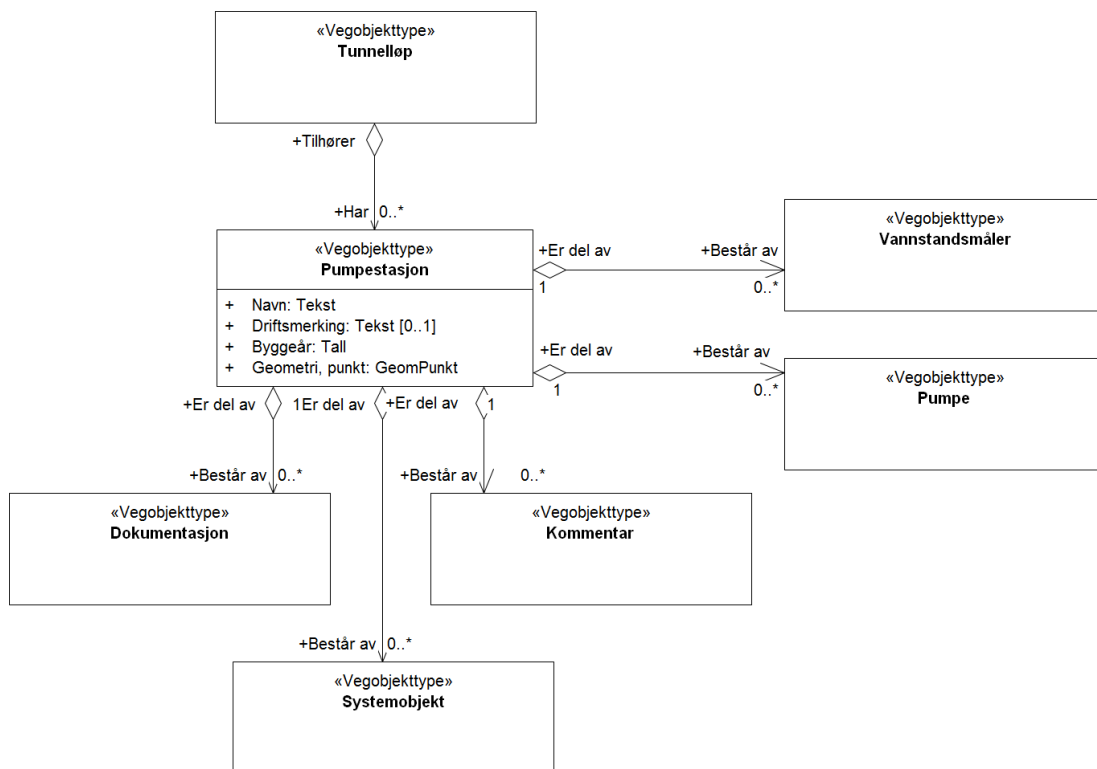 «Vegobjekttype»
Tunnelløp
+Tilhører
+Har 0..*
«Vegobjekttype»
Pumpestasjon
+ Navn: Tekst
+ Driftsmerking: Tekst [0..1]
+ Byggeår: Tall
+ Geometri, punkt: GeomPunkt
+Er del av
1
+Består av
0..*
«Vegobjekttype»
Vannstandsmåler
+Er del av
1
+Består av
0..*
«Vegobjekttype»
Pumpe
+Er del av 1Er del av +Er del av 1
+Består av 0..*
+Består av 0..*
«Vegobjekttype»
Dokumentasjon
«Vegobjekttype»
Kommentar
+Består av 0..*
«Vegobjekttype»
Systemobjekt